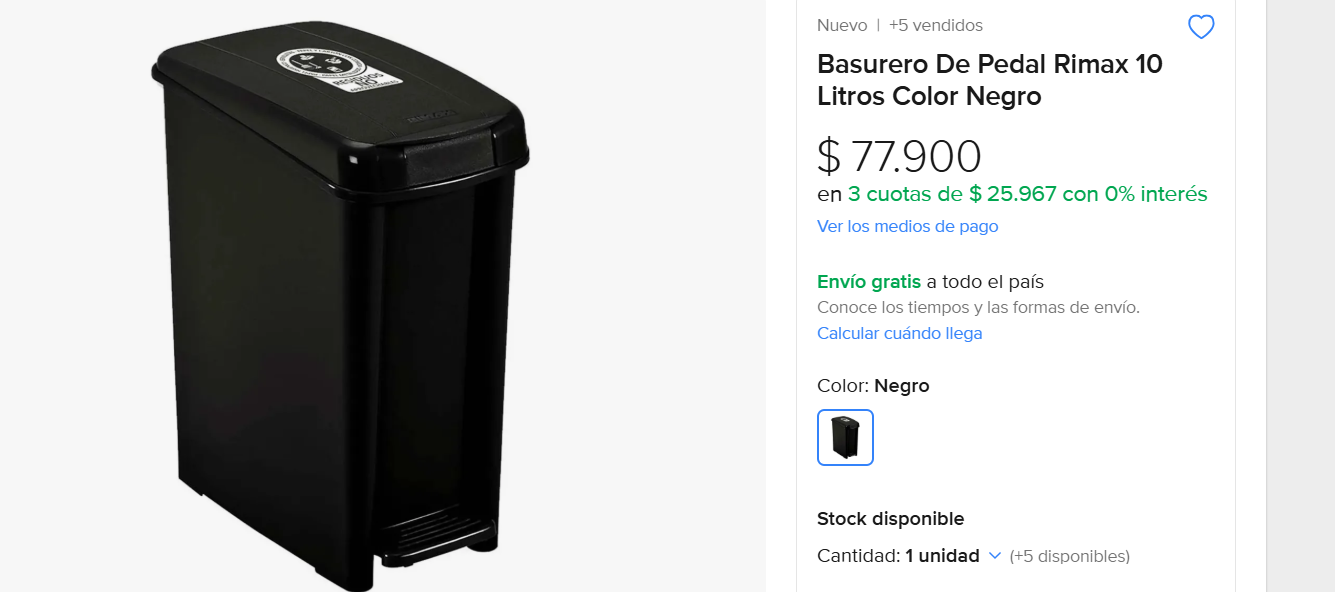 Nuevo | +5 vendidos
Basurero De Pedal Rimax 10
Litros Color Negro
$ 77.900
en 3 cuotas de $ 25.967 con 0% interés
Ver los medios de pago
Envío gratis a todo el país
Conoce los tiempos y las formas de envío.
Calcular cuándo llega
Color: Negro
Stock disponible
Cantidad: 1 unidad (+5 disponibles)
RESIDUOS
NO